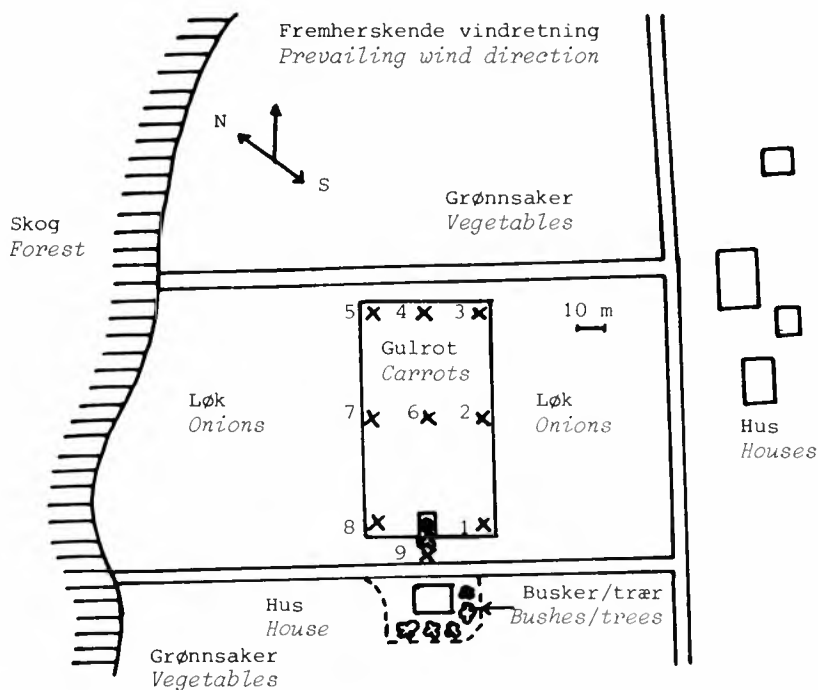 Fremherskende vindretning
Prevailing wind direction
N
S
Grønnsaker
Vegetables
Skog
Forest
5 4 3
10 m
Gulrot
Carrots
Løk
Onions
Løk
Onions
7 6 2
Hus
Houses
8 1
9
Busker/trær
Bushes/trees
Hus
House
Grønnsaker
Vegetables